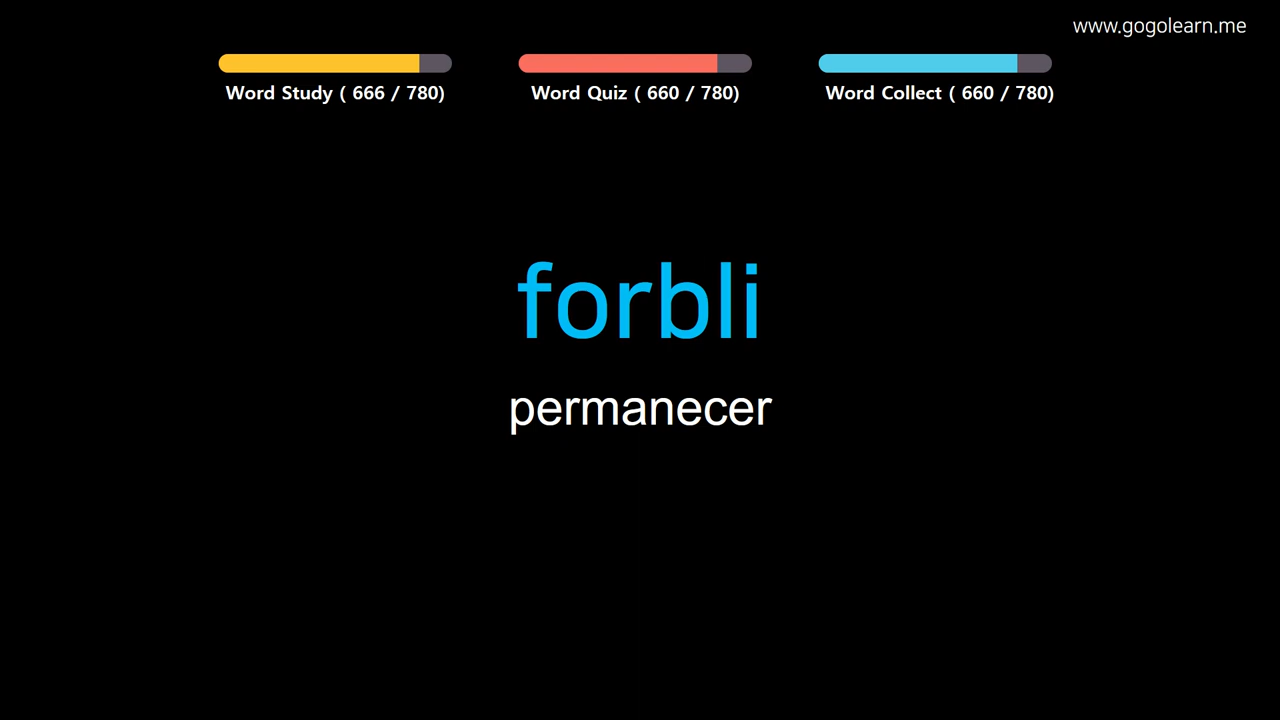 www.gogolearn.me
Word Study ( 666 / 780)
Word Quiz ( 660 / 780)
Word Collect ( 660 / 780)
forbli
permanecer